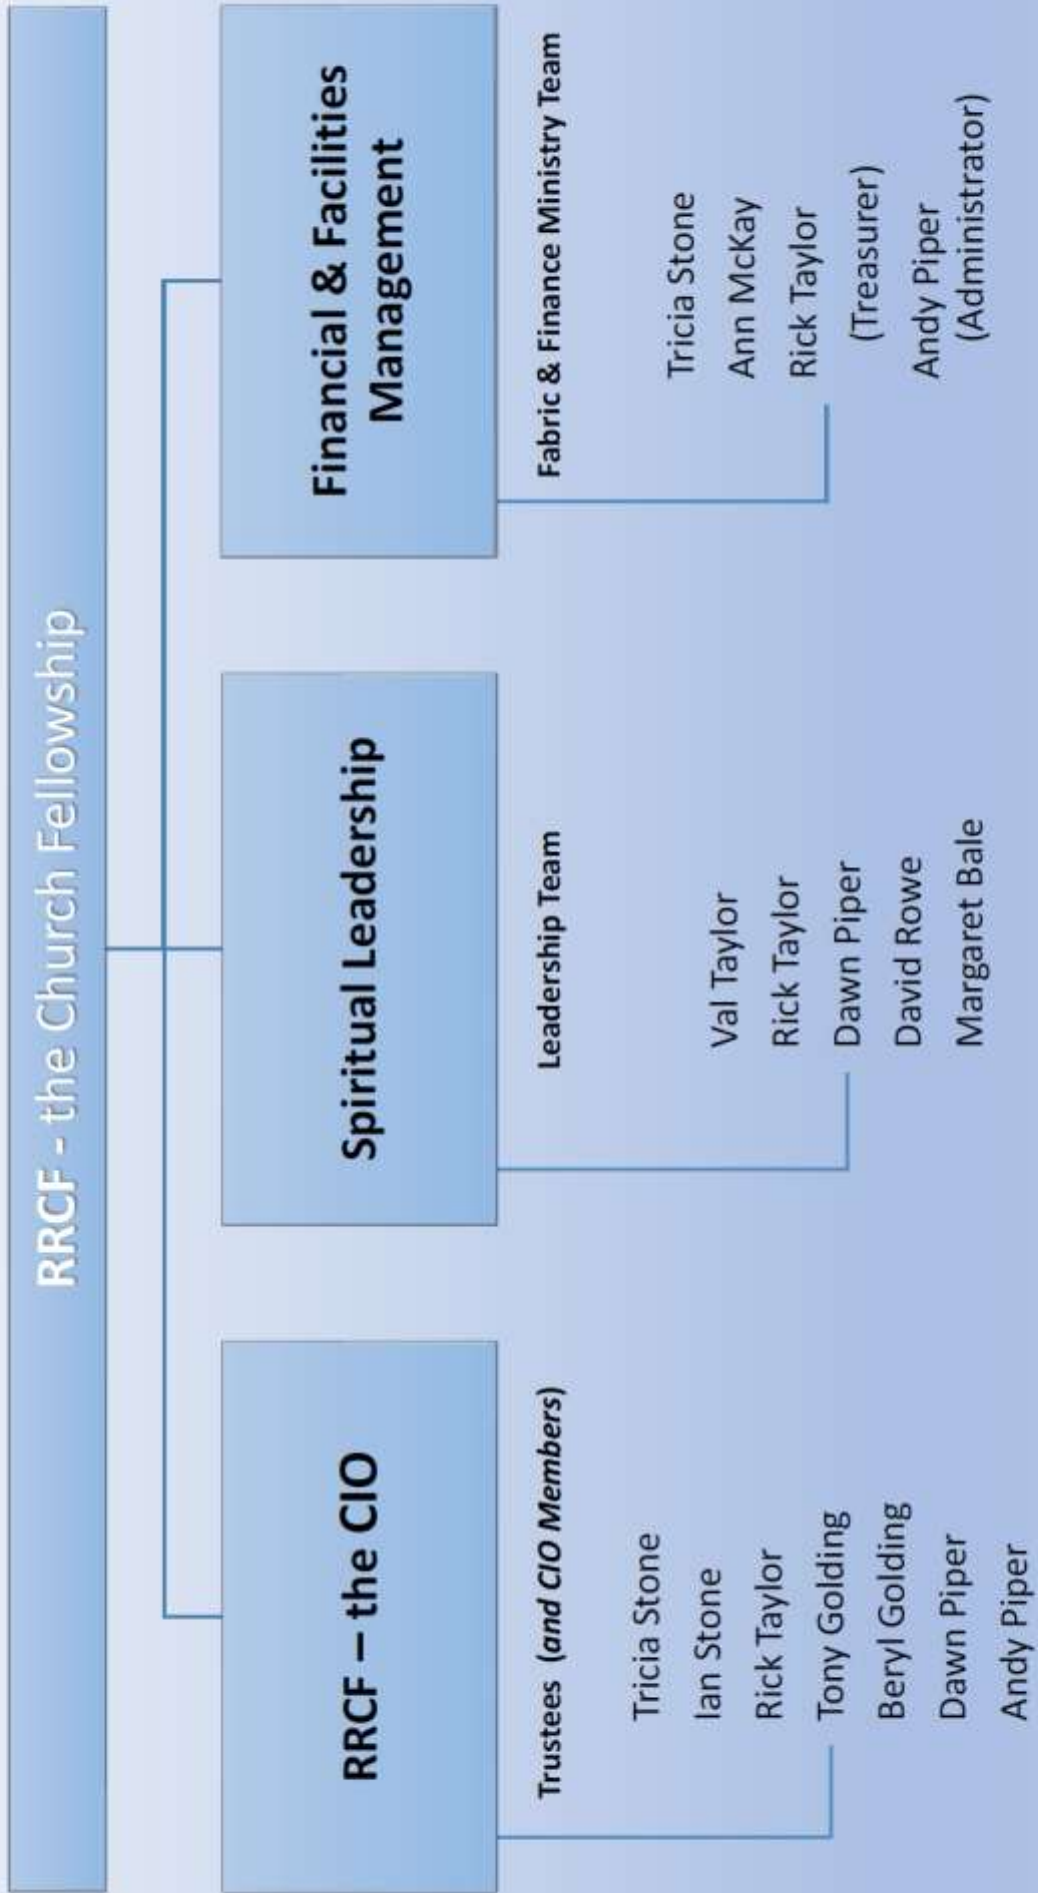 RRCF - the Church Fellowship
RRCF – the CIO
Trustees (and CIO Members)
Tricia Stone
Ian Stone
Rick Taylor
Tony Golding
Beryl Golding
Dawn Piper
Andy Piper
Spiritual Leadership
Leadership Team
Val Taylor
Rick Taylor
Dawn Piper
David Rowe
Margaret Bale
Financial & Facilities
Management
Fabric & Finance Ministry Team
Tricia Stone
Ann McKay
Rick Taylor
(Treasurer)
Andy Piper
(Administrator)